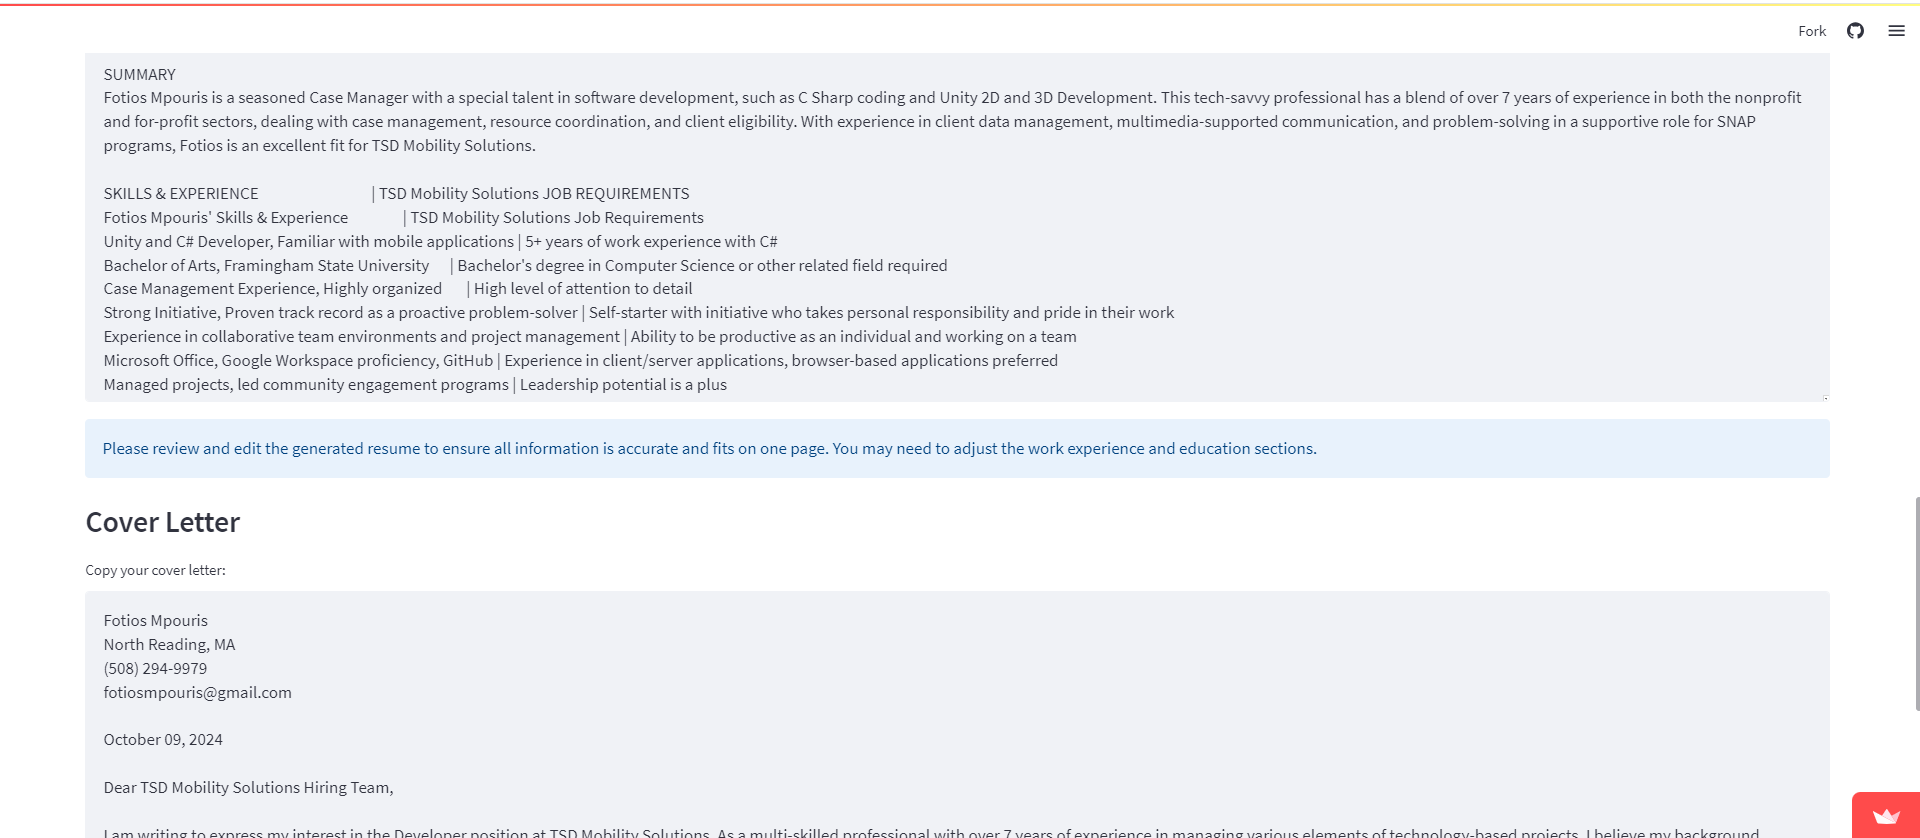 Fork
SUMMARY
Fotios Mpouris is a seasoned Case Manager with a special talent in software development, such as C Sharp coding and Unity 2D and 3D Development. This tech-savvy professional has a blend of over 7 years of experience in both the nonprofit
and for-profit sectors, dealing with case management, resource coordination, and client eligibility. With experience in client data management, multimedia-supported communication, and problem-solving in a supportive role for SNAP
programs, Fotios is an excellent fit for TSD Mobility Solutions.
SKILLS & EXPERIENCE | TSD Mobility Solutions JOB REQUIREMENTS
Fotios Mpouris' Skills & Experience | TSD Mobility Solutions Job Requirements
Unity and C# Developer, Familiar with mobile applications | 5+ years of work experience with C#
Bachelor of Arts, Framingham State University | Bachelor's degree in Computer Science or other related field required
Case Management Experience, Highly organized | High level of attention to detail
Strong Initiative, Proven track record as a proactive problem-solver | Self-starter with initiative who takes personal responsibility and pride in their work
Experience in collaborative team environments and project management | Ability to be productive as an individual and working on a team
Microsoft Office, Google Workspace proficiency, GitHub | Experience in client/server applications, browser-based applications preferred
Managed projects, led community engagement programs | Leadership potential is a plus
Please review and edit the generated resume to ensure all information is accurate and fits on one page. You may need to adjust the work experience and education sections.
Cover Letter
Copy your cover letter:
Fotios Mpouris
North Reading, MA
(508) 294-9979
fotiosmpouris@gmail.com
October 09, 2024
Dear TSD Mobility Solutions Hiring Team,
I am writing to express my interest in the Developer position at TSD Mobility Solutions. As a multi-skilled professional with over 7 years of experience in managing various elements of technology-based projects, I believe my background